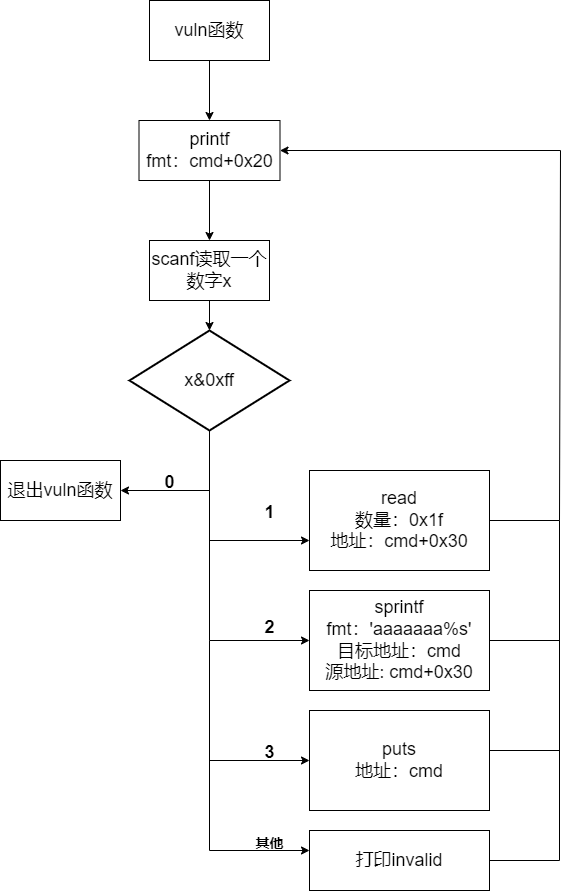 vuln函数
printf
fmt：cmd+0x20
scanf读取一个
数字x
x&0xff
0
退出vuln函数
1
read
数量：0x1f
地址：cmd+0x30
2
sprintf
fmt：'aaaaaaa%s'
目标地址：cmd
源地址: cmd+0x30
3
puts
地址：cmd
其他
打印invalid